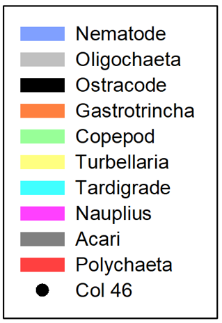 Nematode
Oligochaeta
Ostracode
Gastrotrincha
Copepod
Turbellaria
Tardigrade
Nauplius
Acari
Polychaeta
Col 46